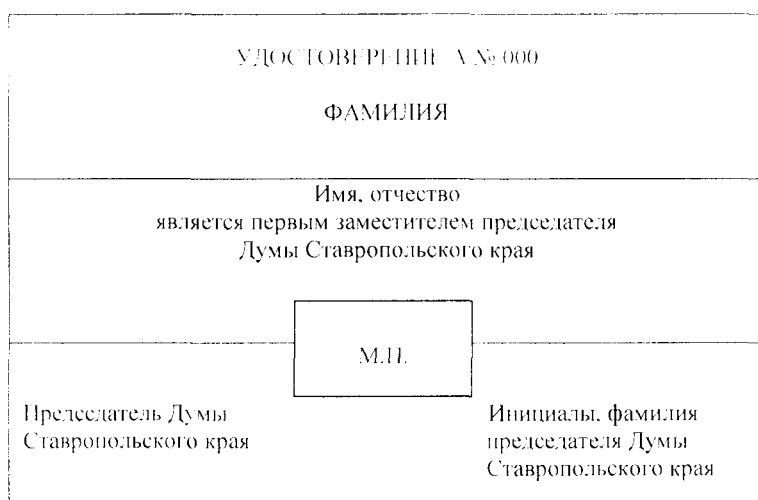 УДОСТОВЕРЕНИЕ А № 000
ФАМИЛИЯ
Имя, отчество
является первым заместителем председателя
Думы Ставропольского края
М.П.
Председатель Думы
Ставропольского края
Инициалы, фамилия
председателя Думы
Ставропольского края